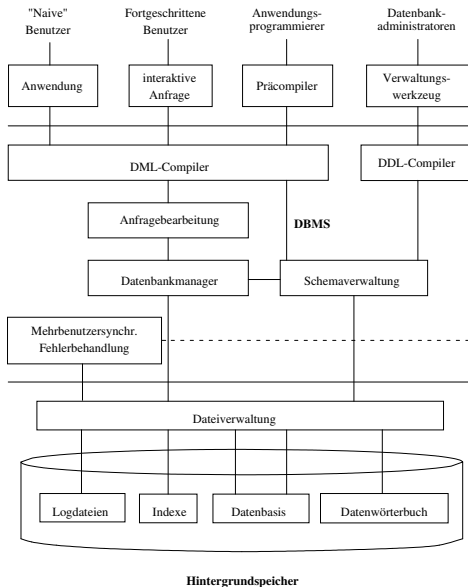 "Naive"
Benutzer
Fortgeschrittene
Benutzer
Anwendungs-
programmierer
Datenbank-
administratoren
Anwendung
interaktive
Anfrage
Präcompiler
Verwaltungs-
werkzeug
DML-Compiler
DDL-Compiler
Anfragebearbeitung
DBMS
Datenbankmanager
Schemaverwaltung
Mehrbenutzersynchr.
Fehlerbehandlung
Dateiverwaltung
Logdateien
Indexe
Datenbasis
Datenwörterbuch
Hintergrundspeicher